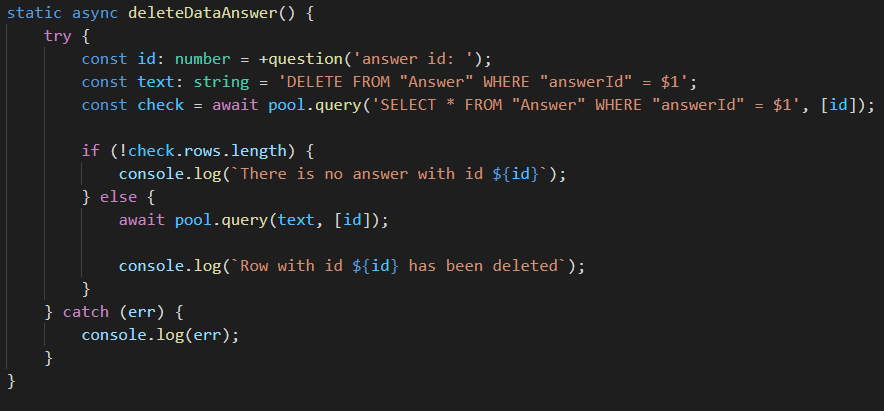 static async deleteDataAnswer() {
    try {
        const id: number = +question('answer id: ');
        const text: string = 'DELETE FROM "Answer" WHERE "answerId" = $1';
        const check = await pool.query('SELECT * FROM "Answer" WHERE "answerId" = $1', [id]);

        if (!check.rows.length) {
            console.log(`There is no answer with id ${id}`);
        } else {
            await pool.query(text, [id]);

            console.log(`Row with id ${id} has been deleted`);
        }
    } catch (err) {
        console.log(err);
    }
}